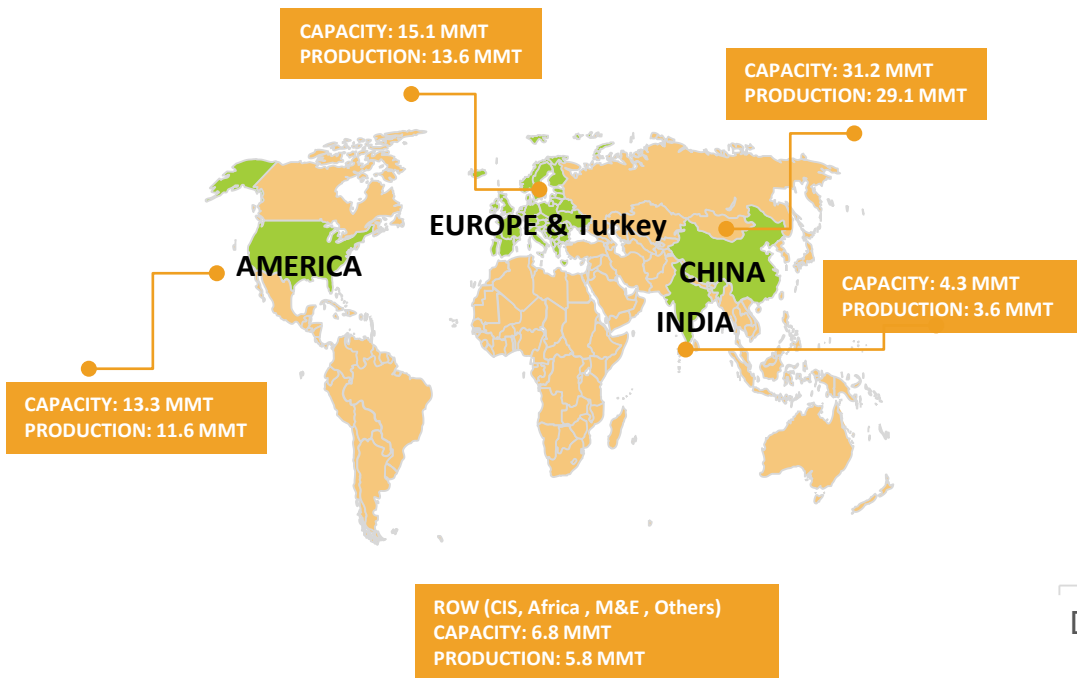 CAPACITY: 15.1 MMT
PRODUCTION: 13.6 MMT
CAPACITY: 31.2 MMT
PRODUCTION: 29.1 MMT
EUROPE & Turkey
AMERICA
CHINA
CAPACITY: 4.3 MMT
PRODUCTION: 3.6 MMT
INDIA
CAPACITY: 13.3 MMT
PRODUCTION: 11.6 MMT
ROW (CIS, Africa , M&E , Others)
CAPACITY: 6.8 MMT
PRODUCTION: 5.8 MMT